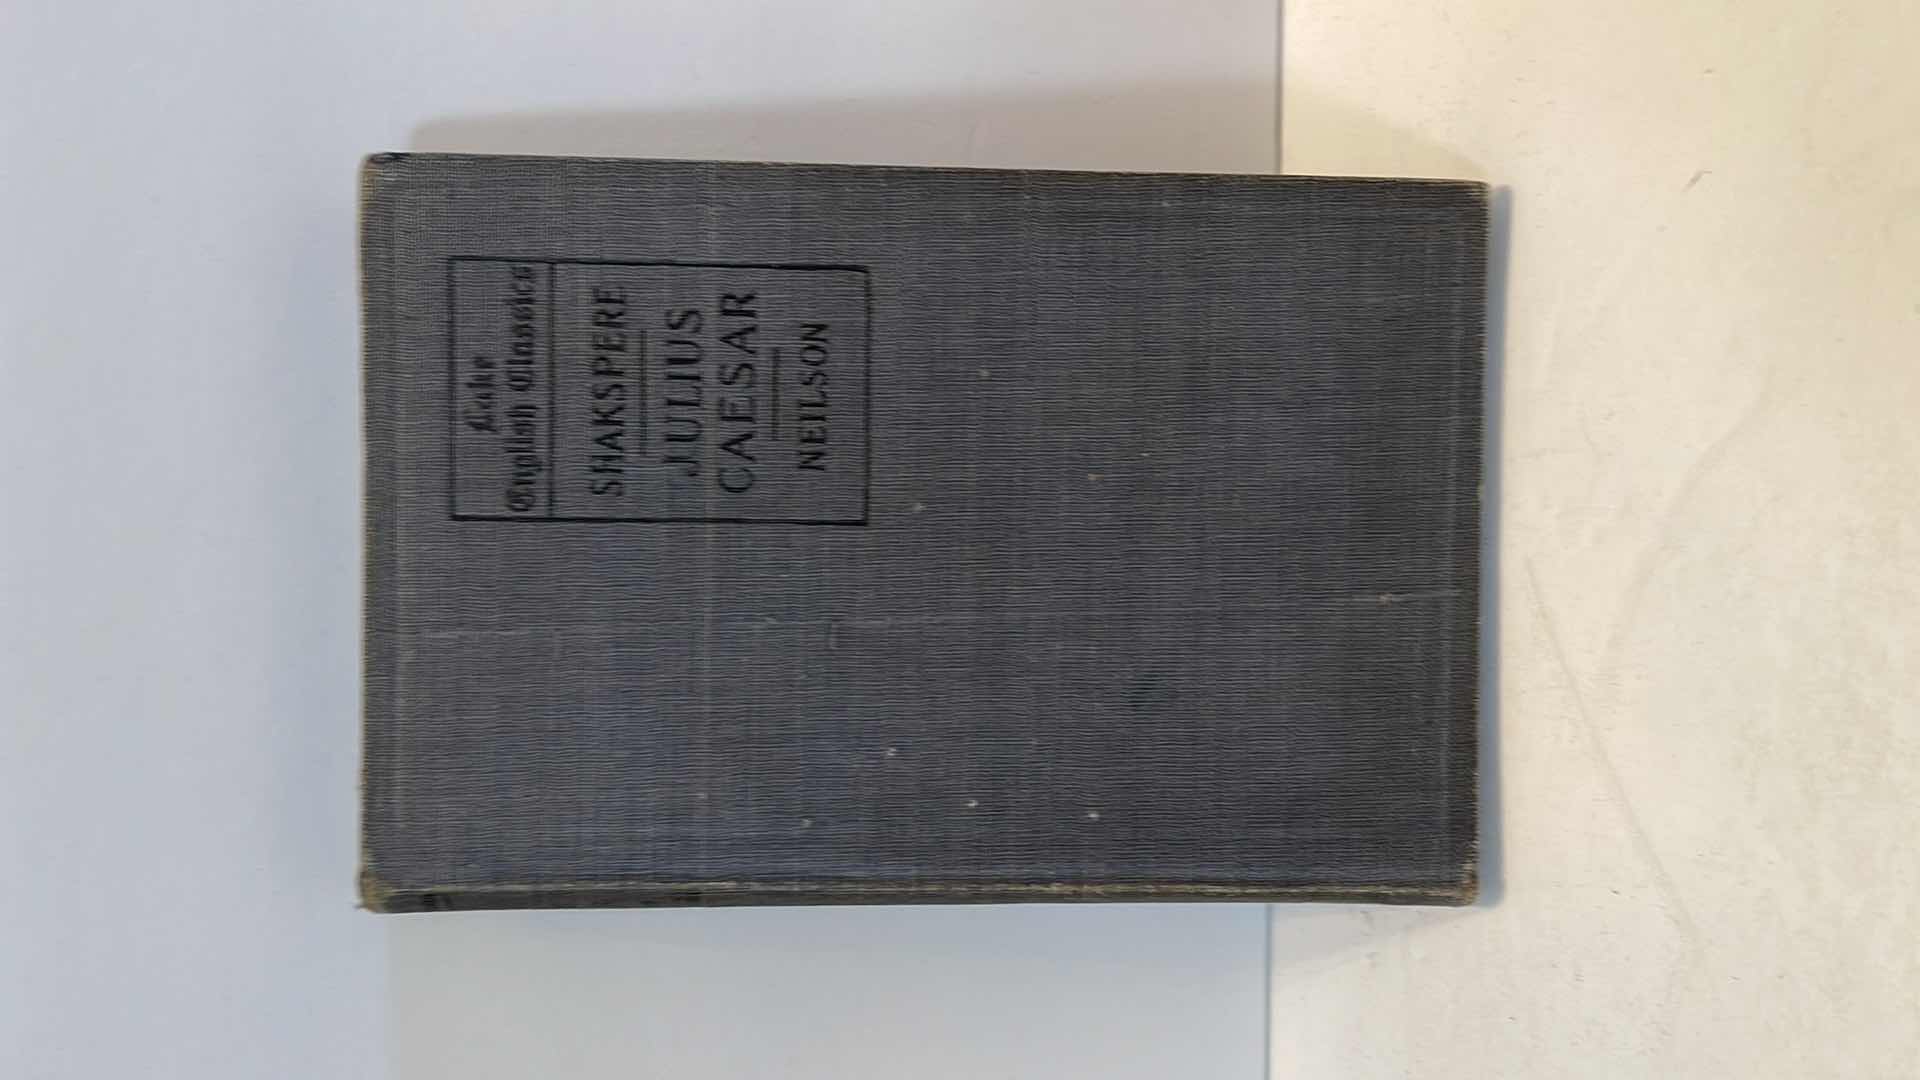 Lake
English Classics
SHAKSPERE
JULIUS
CAESAR
NEILSON